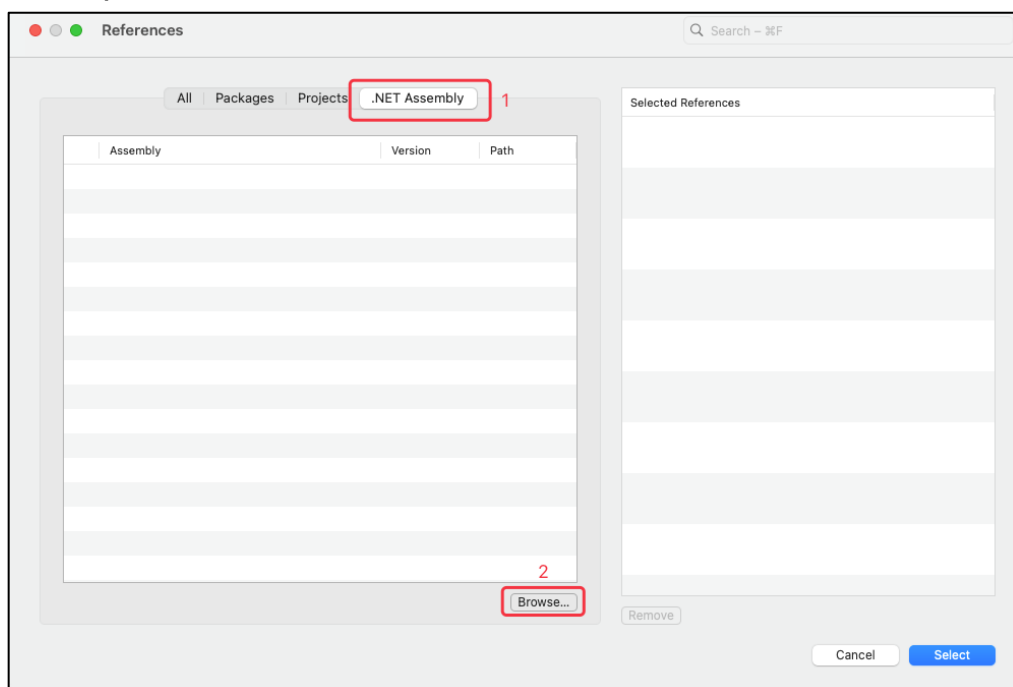 References
Search – ⌘F
All Packages Projects .NET Assembly 1
Selected References
Assembly Version Path
2
Browse...
Remove
Cancel Select